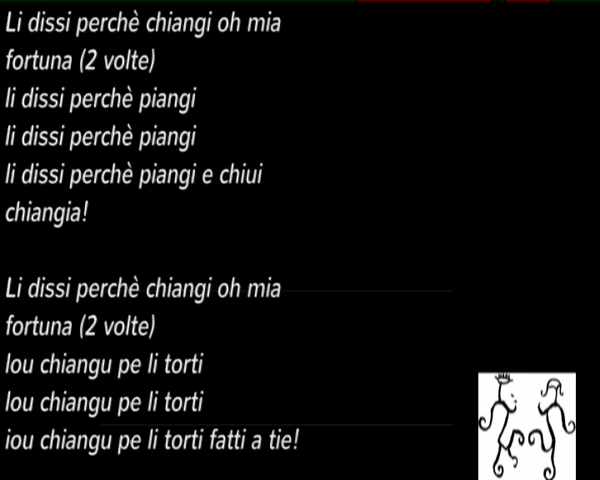 Li dissi perchè chiangi oh mia
fortuna (2 volte)
li dissi perchè piangi
li dissi perchè piangi
li dissi perchè piangi e chiui
chiangia!
Li dissi perchè chiangi oh mia
fortuna (2 volte)
Iou chiangu pe li torti
Iou chiangu pe li torti
iou chiangu pe li torti fatti a tie!